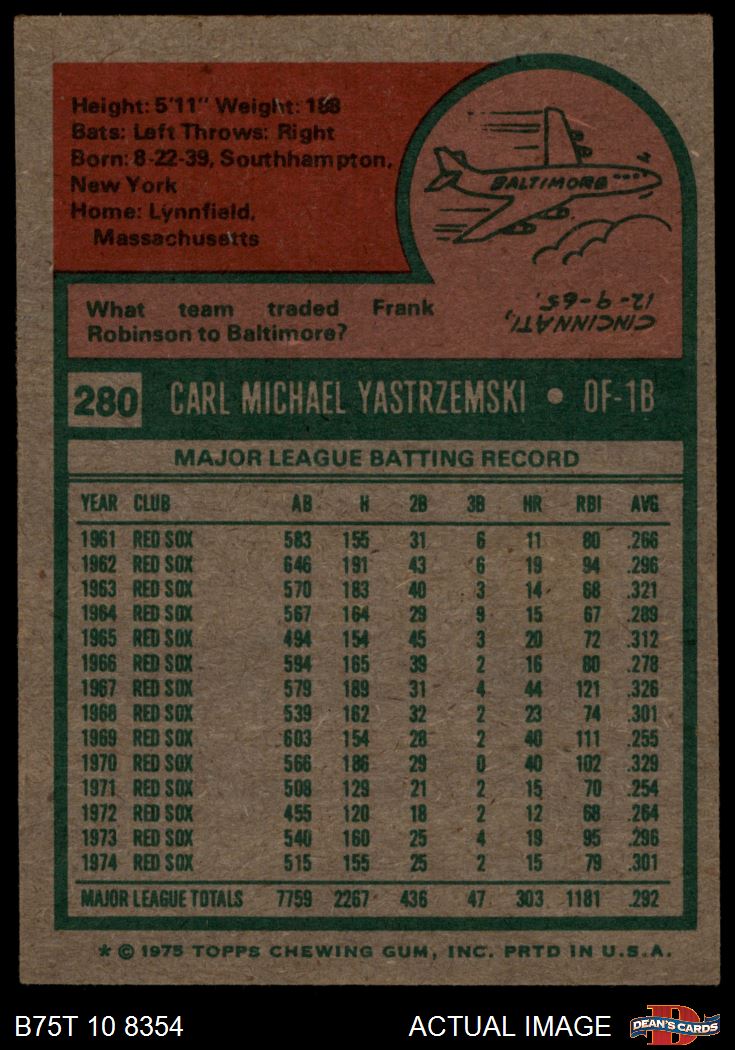 Height: 5'11" Weight: 188
Bats: Left Throws: Right
Born: 8-22-39, Southhampton,
New York
Home: Lynnfield,
Massachusetts
BALTIMORE
What team traded Frank
Robinson to Baltimore?
CINCINNATI,
12-9-65.
280 CARL MICHAEL YASTRZEMSKI • OF-1B
MAJOR LEAGUE BATTING RECORD
YEAR CLUB AB H 2B 3B HR RBI AVG
1961 RED SOX 583 155 31 6 11 80 .266
1962 RED SOX 646 191 43 6 19 94 .296
1963 RED SOX 570 183 40 3 14 68 .321
1964 RED SOX 567 164 29 9 15 67 .289
1965 RED SOX 494 154 45 3 20 72 .312
1966 RED SOX 594 165 39 2 16 80 .278
1967 RED SOX 579 189 31 4 44 121 .326
1968 RED SOX 539 162 32 2 23 74 .301
1969 RED SOX 603 154 28 2 40 111 .255
1970 RED SOX 566 186 29 0 40 102 .329
1971 RED SOX 508 129 21 2 15 70 .254
1972 RED SOX 455 120 18 2 12 68 .264
1973 RED SOX 540 160 25 4 19 95 .296
1974 RED SOX 515 155 25 2 15 79 .301
MAJOR LEAGUE TOTALS 7759 2267 436 47 303 1181 .292
* © 1975 TOPPS CHEWING GUM, INC. PRTD IN U.S.A.
B75T 10 8354 ACTUAL IMAGE D DEAN'S CARDS